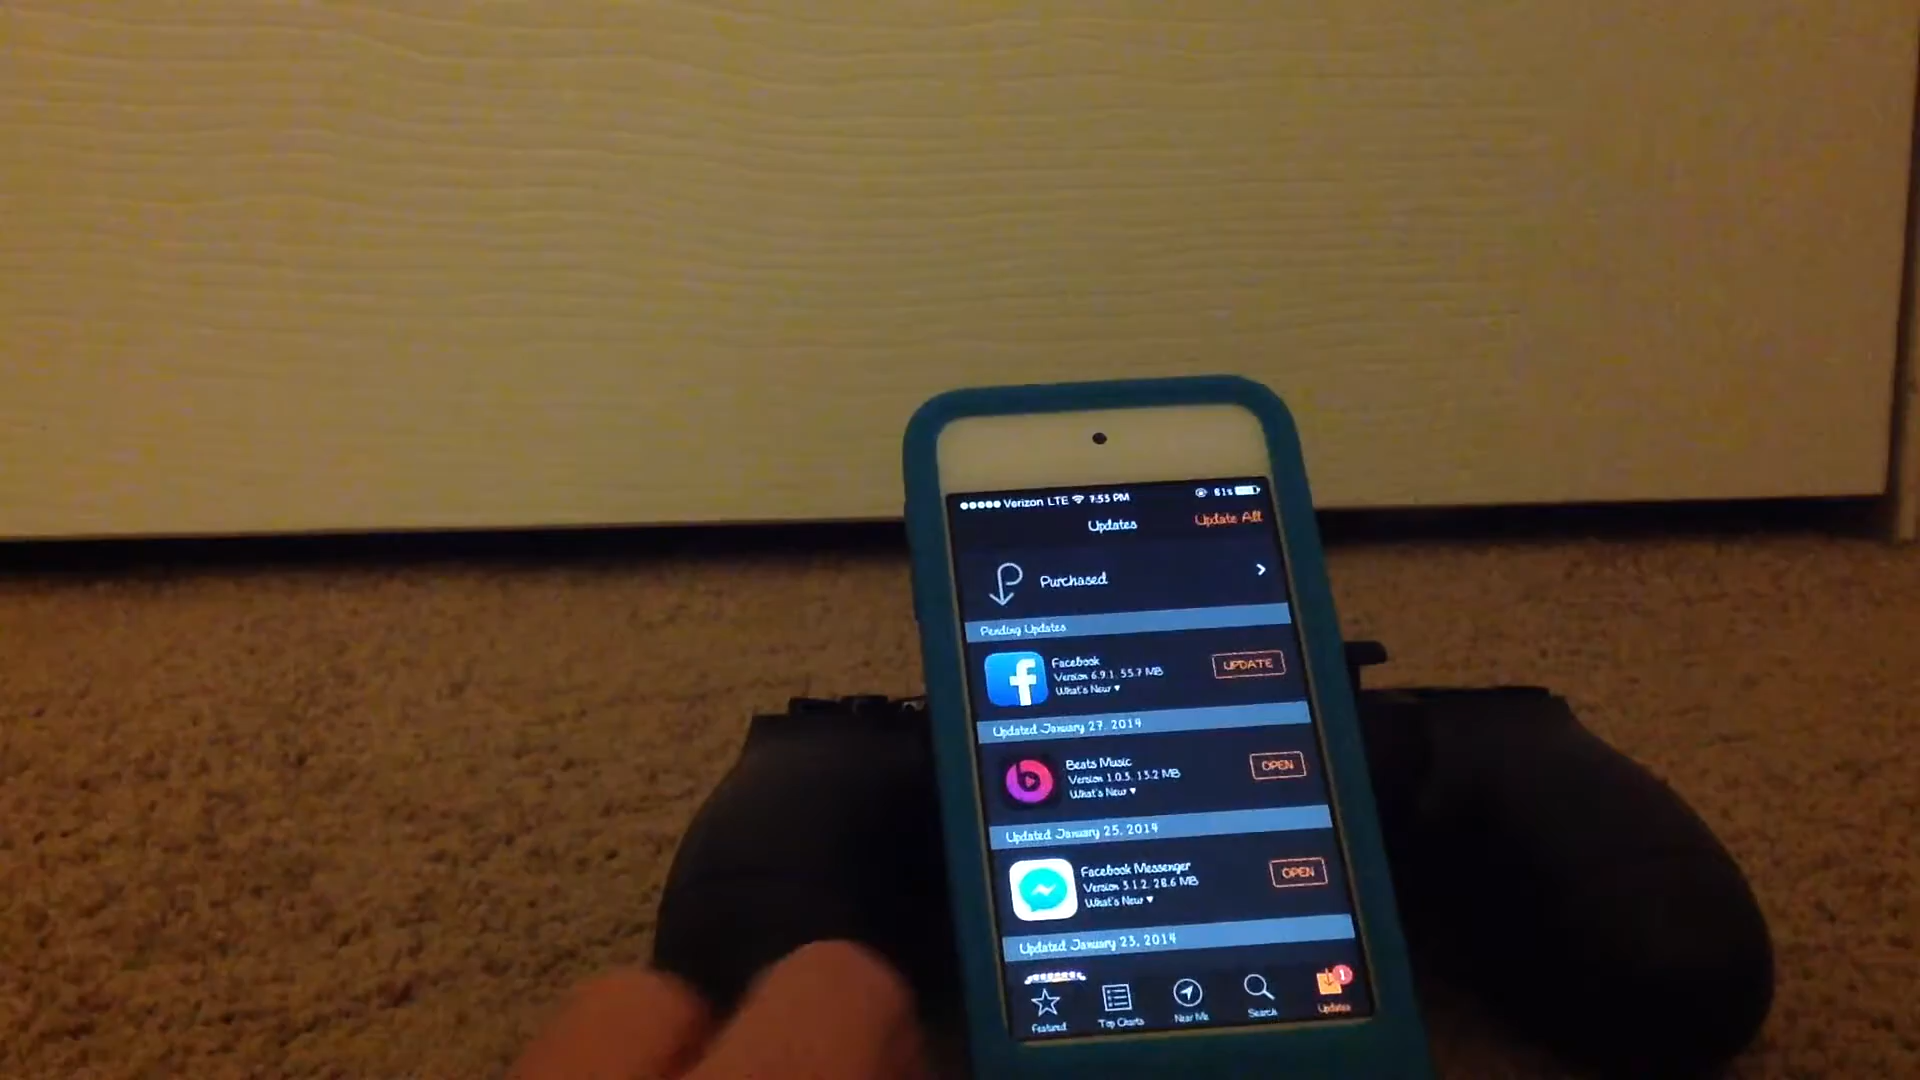 Verizon LTE 7:53 PM 81%
Updates Update All
Purchased
Pending Updates
Facebook
Version 6.9.1, 55.7 MB
What's New ▾
UPDATE
Updated January 27, 2014
Beats Music
Version 1.0.3, 13.2 MB
What's New ▾
OPEN
Updated January 25, 2014
Facebook Messenger
Version 3.1.2, 28.6 MB
What's New ▾
OPEN
Updated January 23, 2014
1
Featured Top Charts Near Me Search Updates